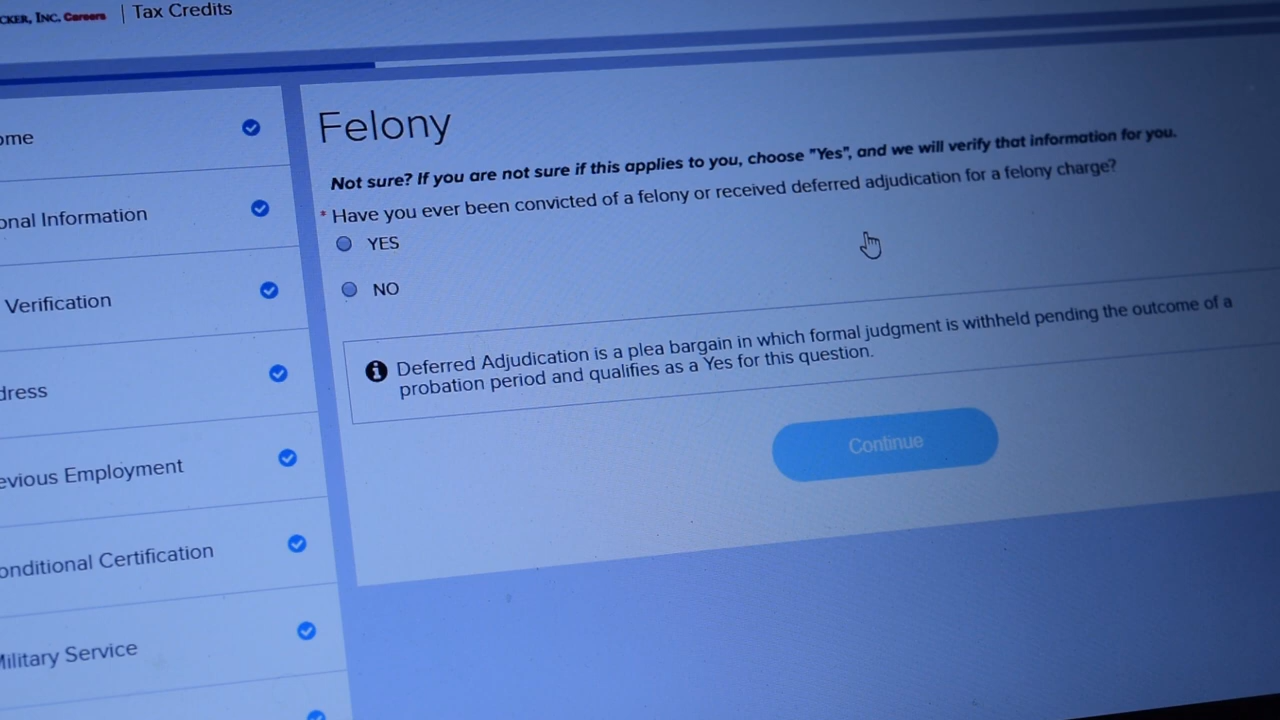 CKER, INC. Careers | Tax Credits
ome
onal Information
Verification
dress
evious Employment
onditional Certification
Military Service
Felony
Not sure? If you are not sure if this applies to you, choose "Yes", and we will verify that information for you.
* Have you ever been convicted of a felony or received deferred adjudication for a felony charge?
YES
NO
Deferred Adjudication is a plea bargain in which formal judgment is withheld pending the outcome of a
probation period and qualifies as a Yes for this question.
Continue